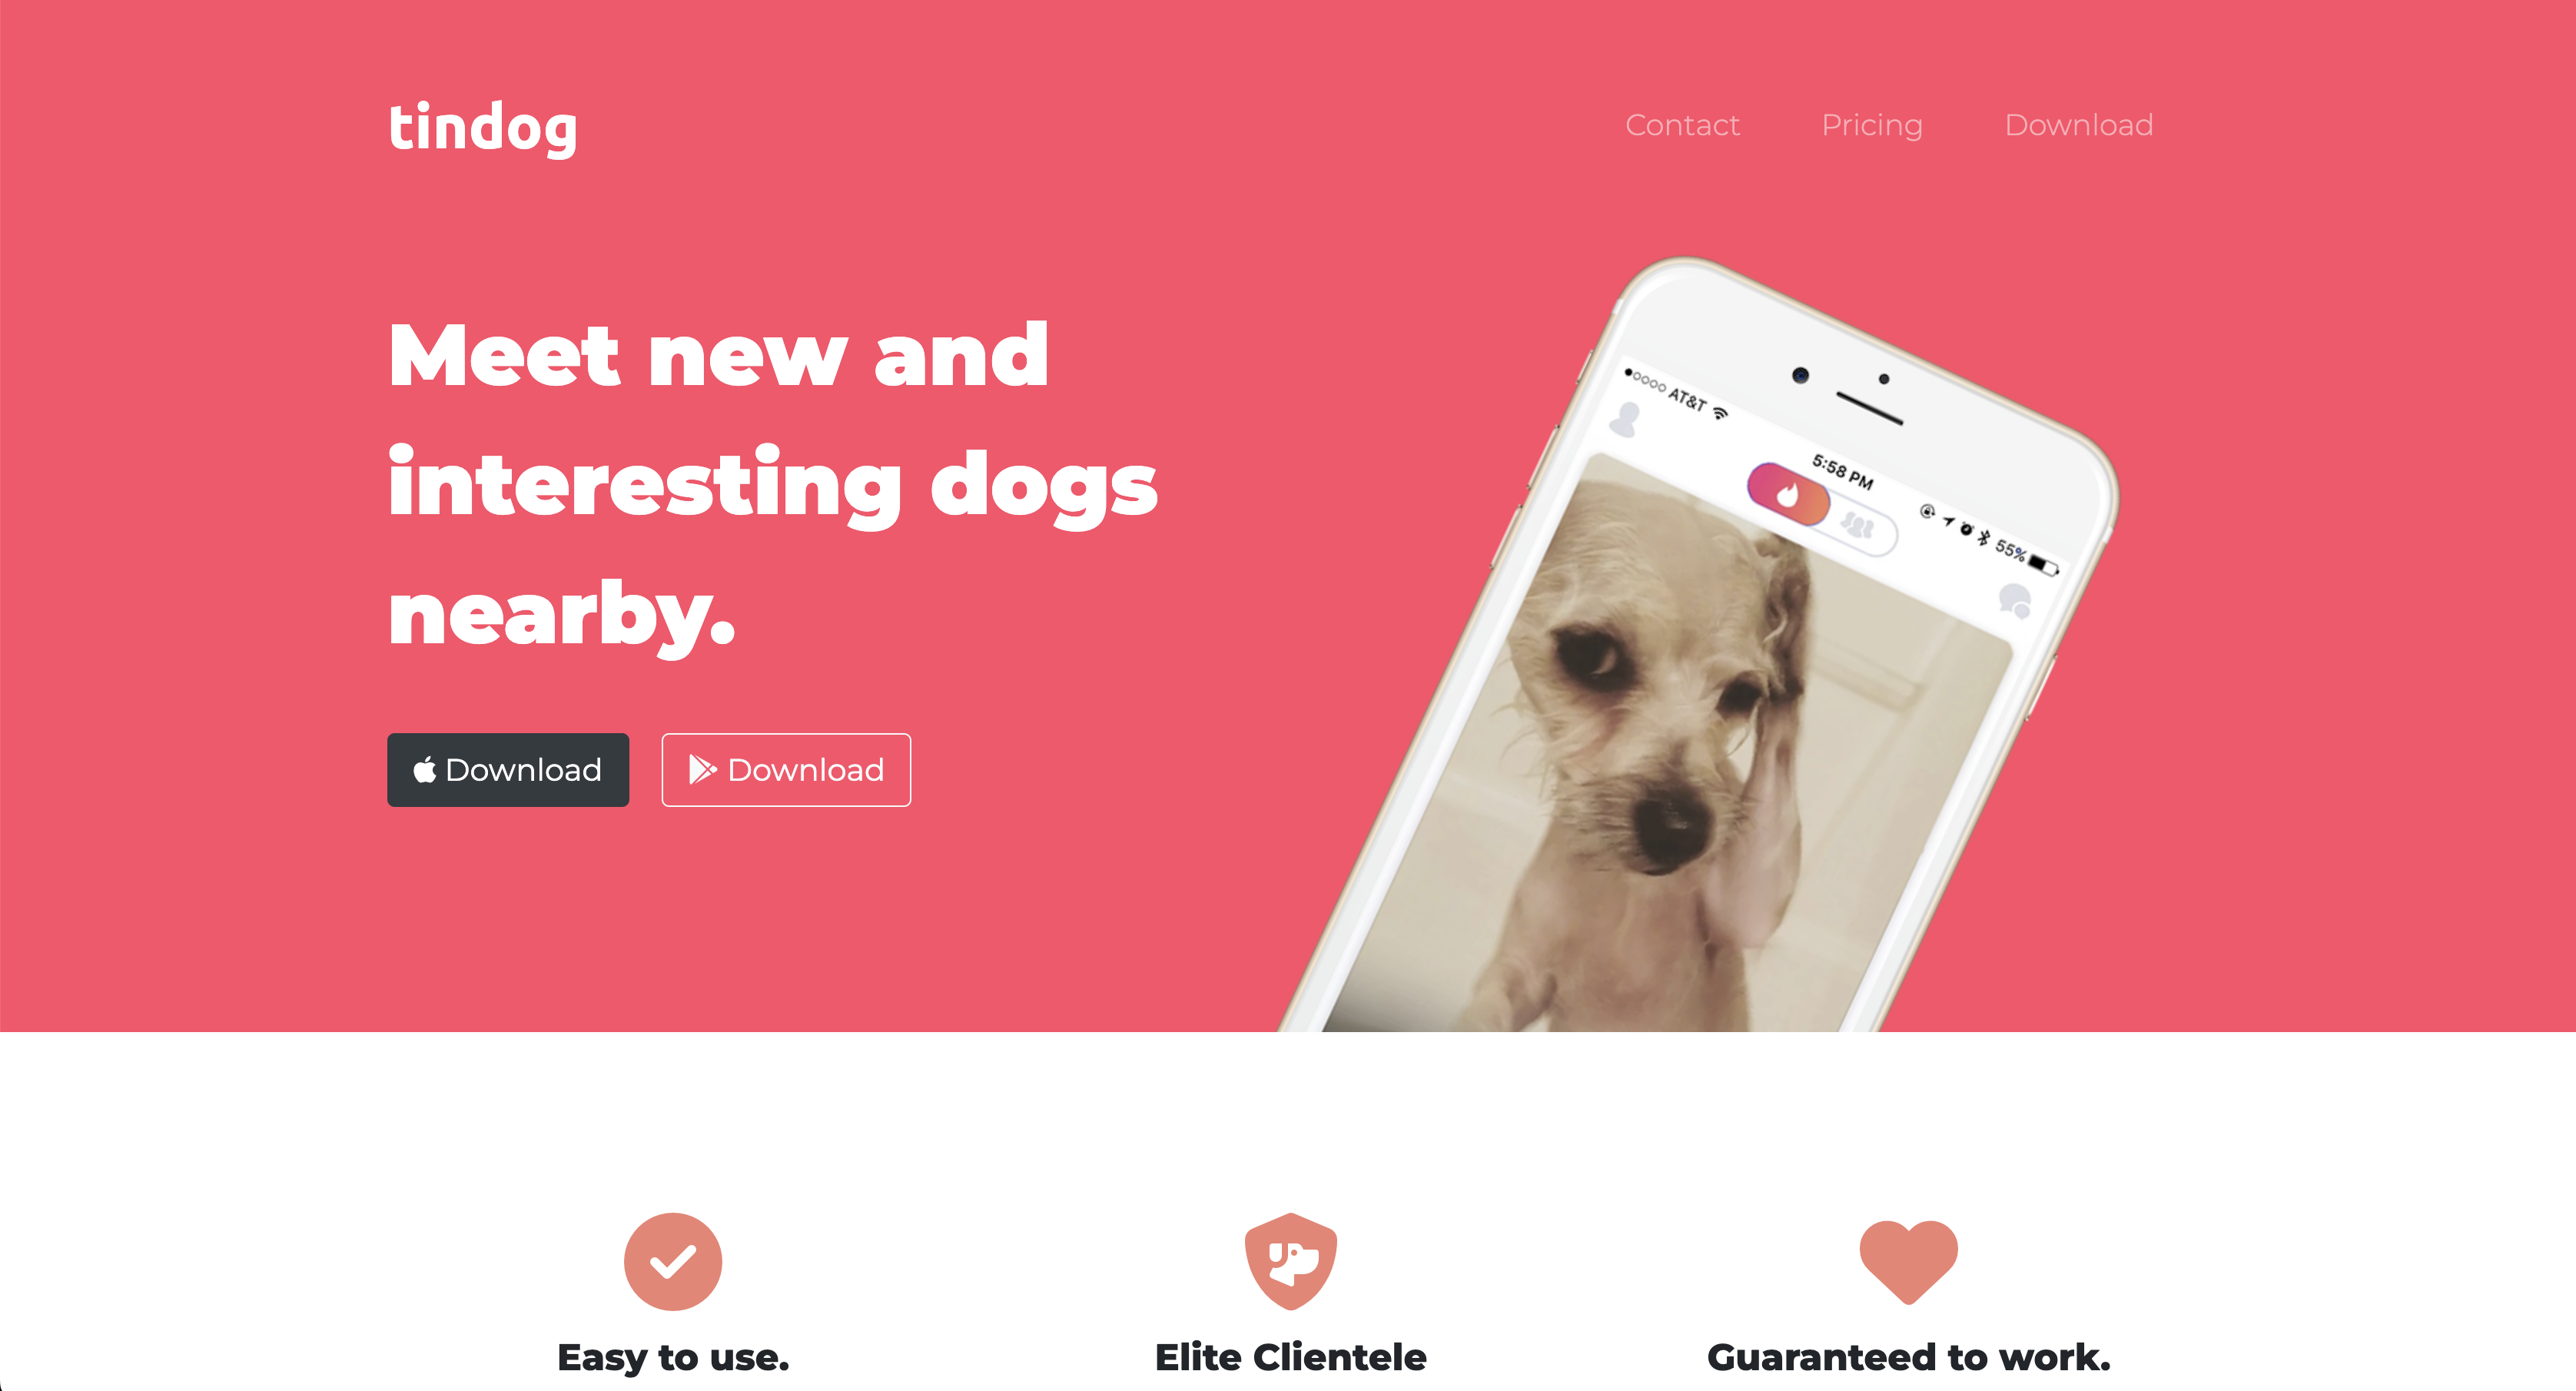 tindog
Contact
Pricing
Download
Meet new and
interesting dogs
nearby.
Download
Download
AT&T
5:58 PM
55%
Easy to use.
Elite Clientele
Guaranteed to work.